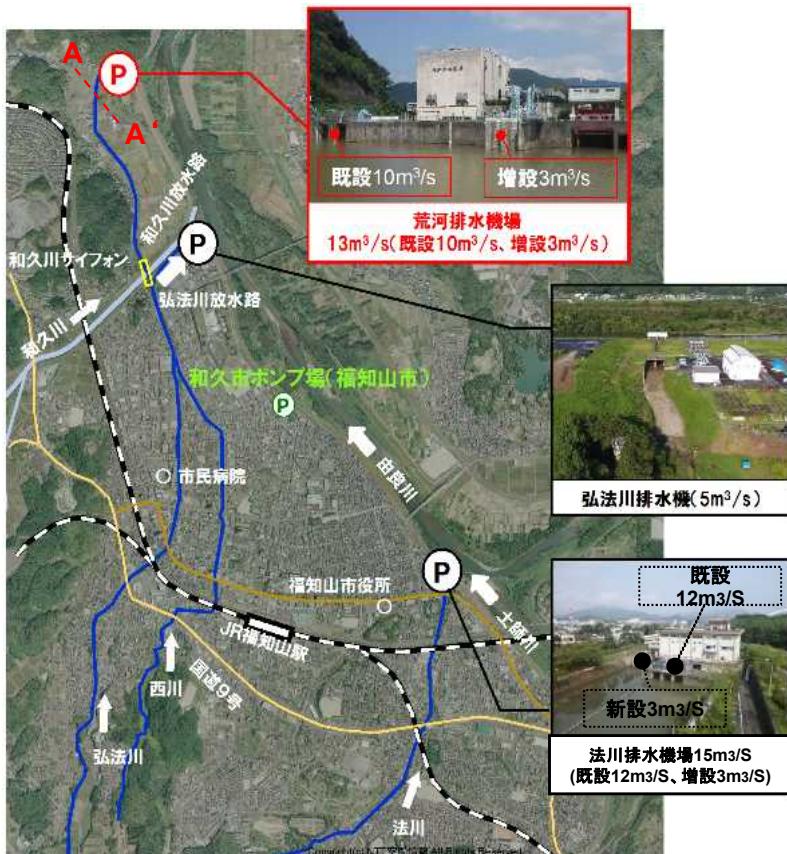 A
P
A'
既設10m³/s
増設3m³/s
荒河排水機場
13m³/s(既設10m³/s、増設3m³/s)
和久川放水路
P
和久川サイフォン
弘法川放水路
和久川
和久市ポンプ場(福知山市)
P
弘法川排水機(5m³/s)
市民病院
由良川
P
福知山市役所
土師川
JR福知山駅
国道9号
西川
弘法川
法川
既設
12m3/S
新設3m3/S
法川排水機場15m3/S
(既設12m3/S、増設3m3/S)